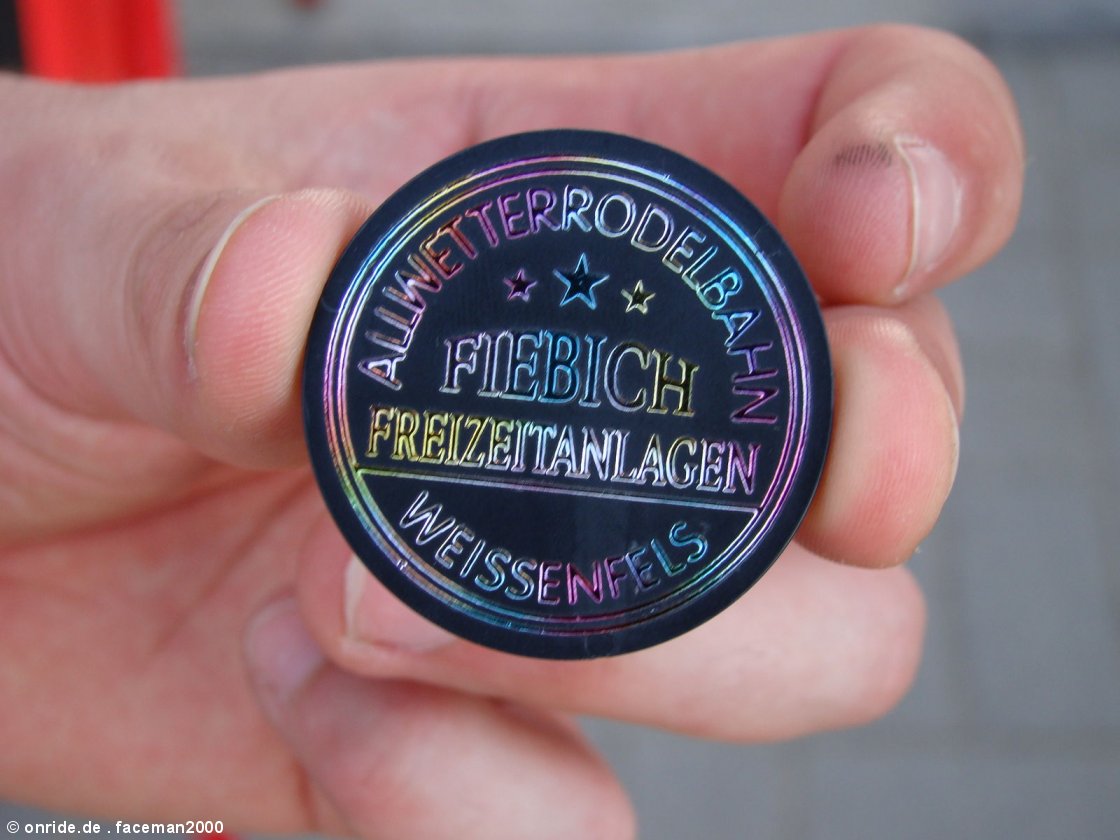 ALLWETTERRODELBAHN
FIEBICH
FREIZEITANLAGEN
WEISSENFELS
© onride.de . faceman2000